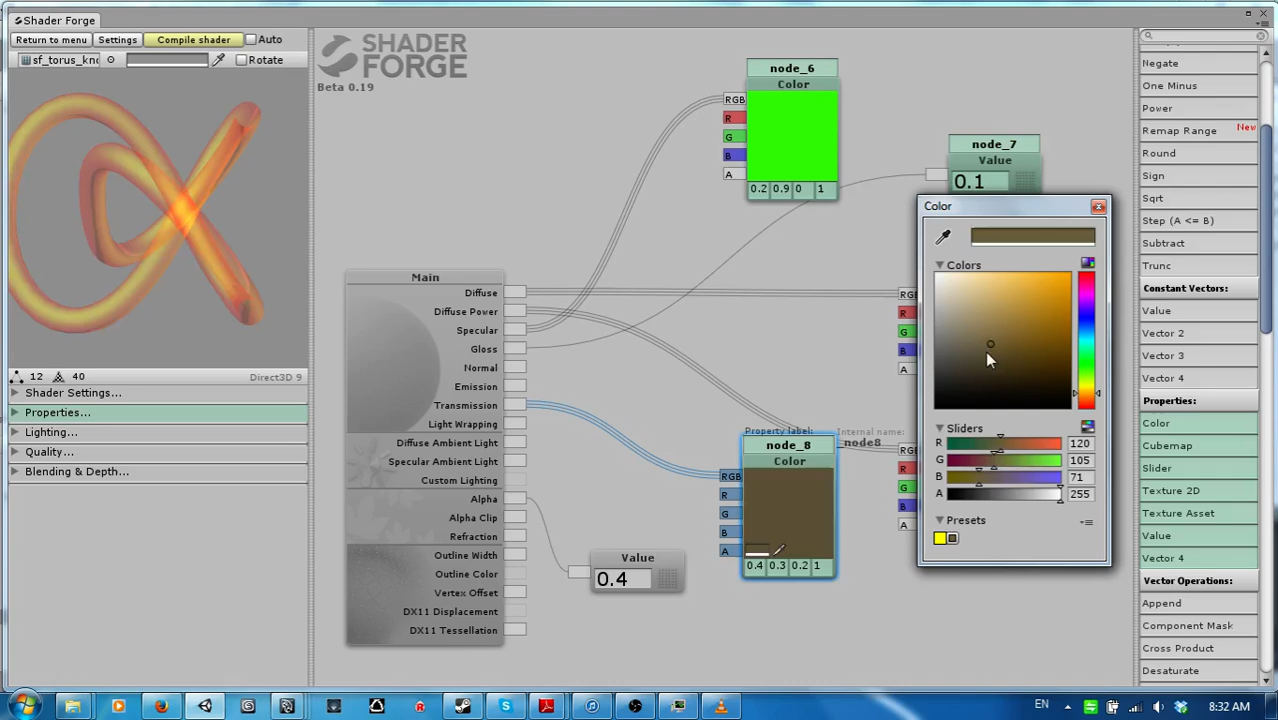 Shader Forge
Return to menu
Settings
Compile shader
Auto
sf_torus_kno
Rotate
12
40
Direct3D 9
Shader Settings...
Properties...
Lighting...
Quality...
Blending & Depth...
SHADER
FORGE
Beta 0.19
node_6
Color
RGB
R
G
B
A
0.2 0.9 0 1
node_7
Value
0.1
Main
Diffuse
Diffuse Power
Specular
Gloss
Normal
Emission
Transmission
Light Wrapping
Diffuse Ambient Light
Specular Ambient Light
Custom Lighting
Alpha
Alpha Clip
Refraction
Outline Width
Outline Color
Vertex Offset
DX11 Displacement
DX11 Tessellation
Value
0.4
Property label:
Internal name:
node_8
node8
Color
RGB
R
G
B
A
0.4 0.3 0.2 1
RGB
R
G
B
A
RGB
R
G
B
A
Color
Colors
Sliders
R 120
G 105
B 71
A 255
Presets
Negate
One Minus
Power
Remap Range New
Round
Sign
Sqrt
Step (A <= B)
Subtract
Trunc
Constant Vectors:
Value
Vector 2
Vector 3
Vector 4
Properties:
Color
Cubemap
Slider
Texture 2D
Texture Asset
Value
Vector 4
Vector Operations:
Append
Component Mask
Cross Product
Desaturate
EN
8:32 AM